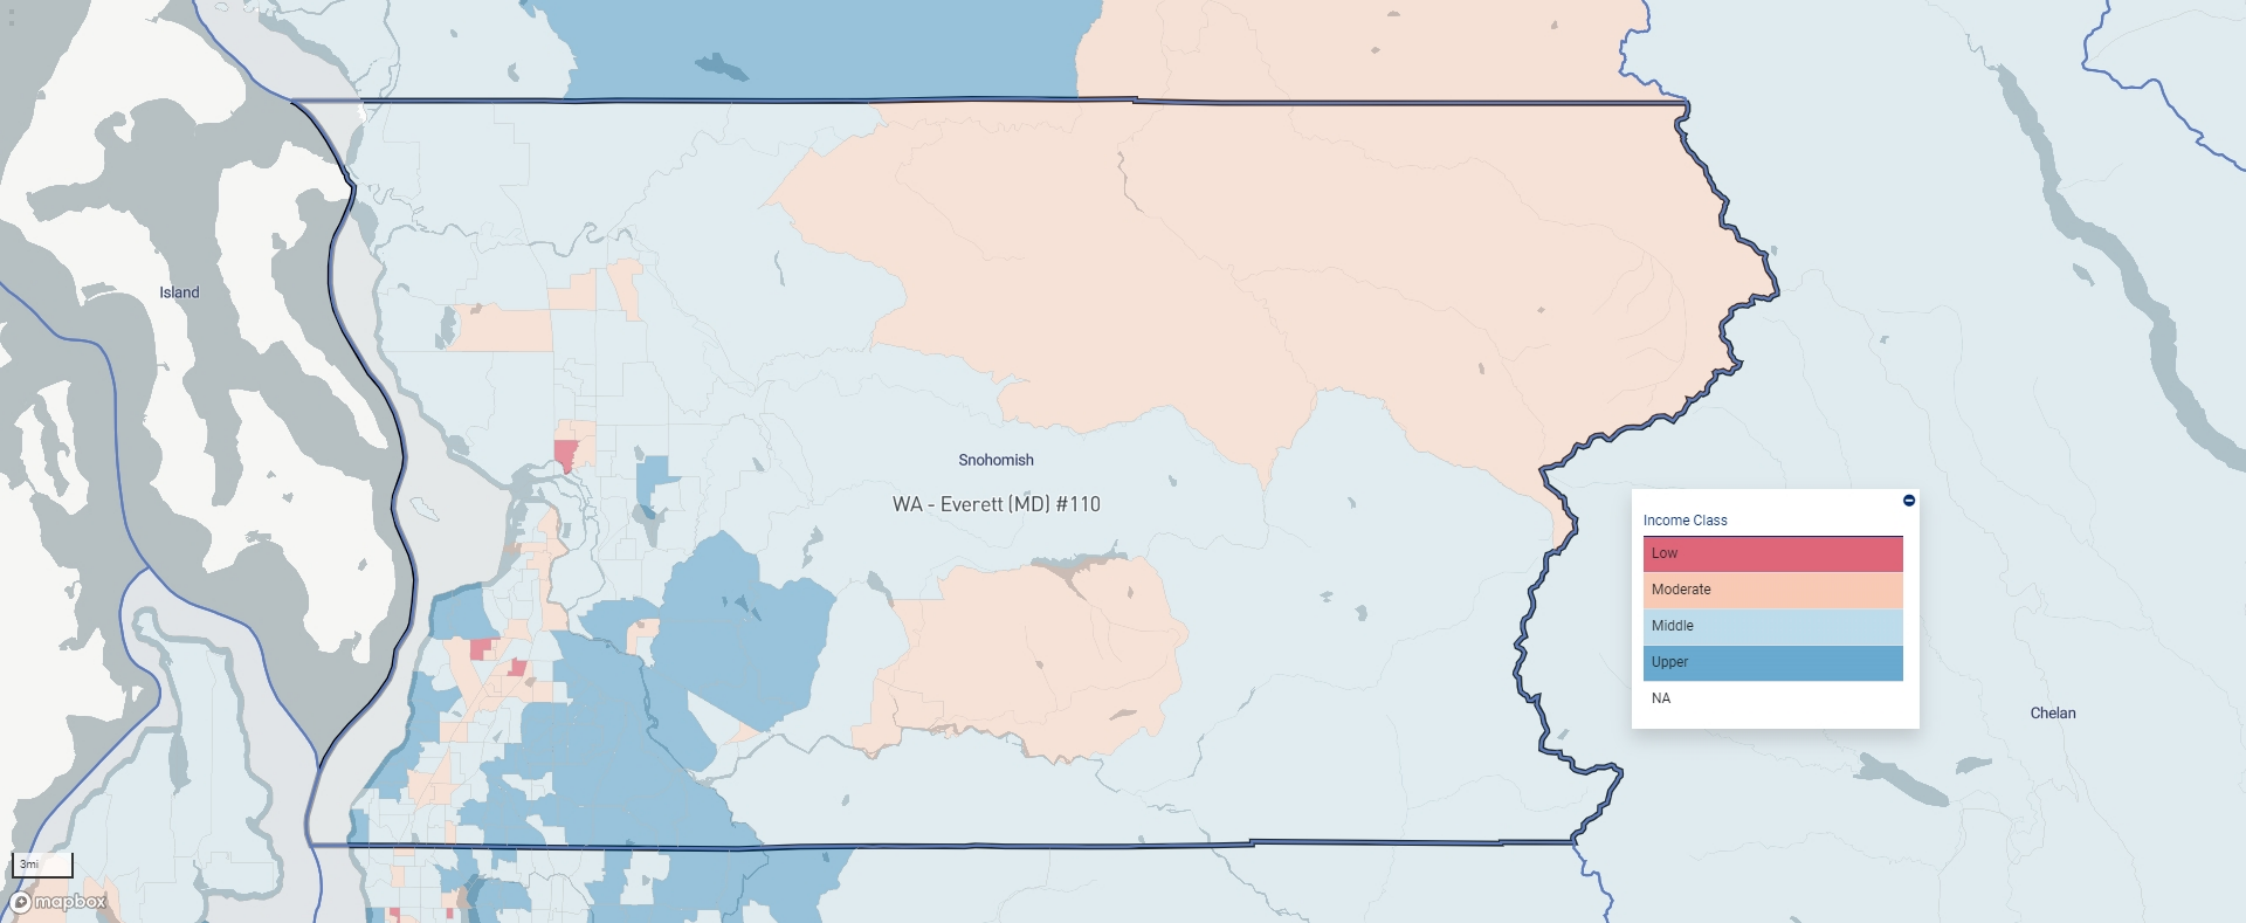 Island
Snohomish
WA - Everett (MD) #110
Income Class
Low
Moderate
Middle
Upper
NA
Chelan
3mi
mapbox